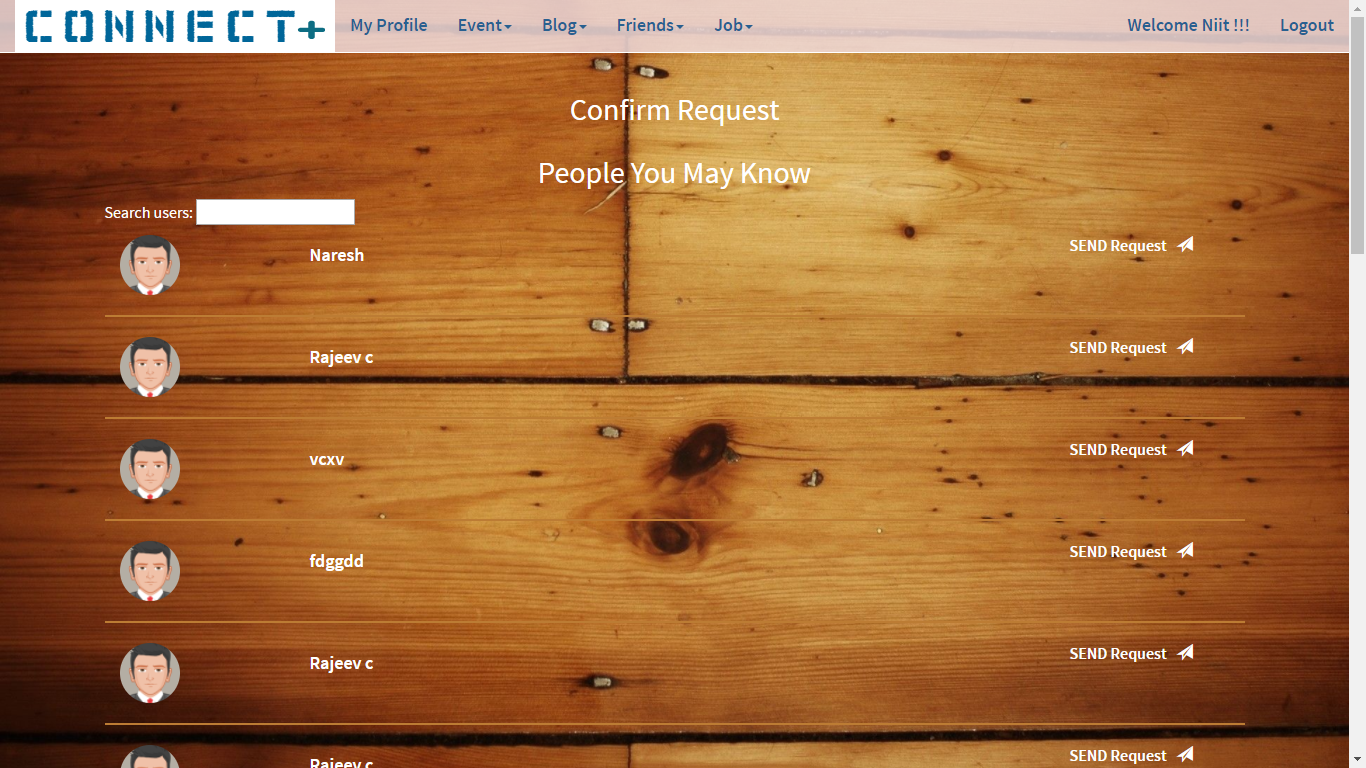 CONNECT+ My Profile Event Blog Friends Job Welcome Niit !!! Logout
Confirm Request
People You May Know
Search users:
Naresh SEND Request
Rajeev c SEND Request
vcxv SEND Request
fdggdd SEND Request
Rajeev c SEND Request
Rajeev c SEND Request